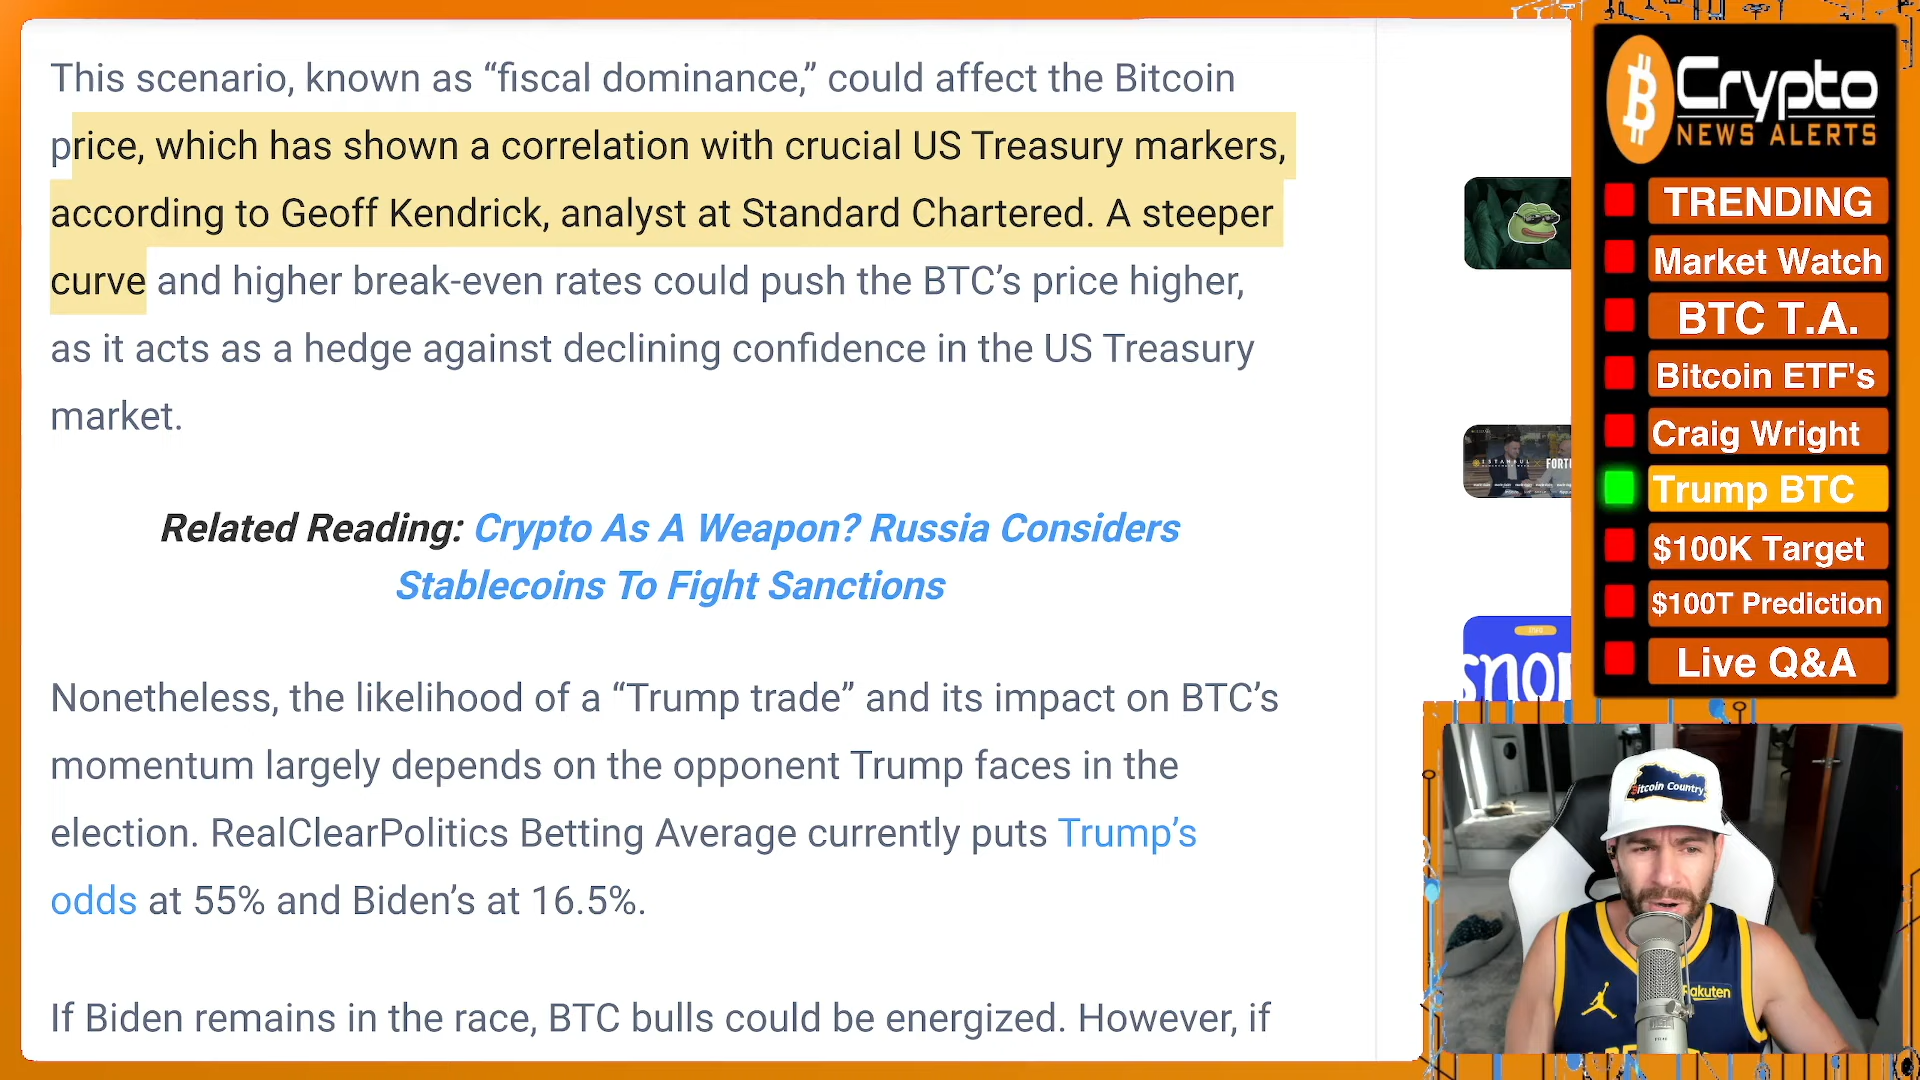 This scenario, known as “fiscal dominance,” could affect the Bitcoin
price, which has shown a correlation with crucial US Treasury markers,
according to Geoff Kendrick, analyst at Standard Chartered. A steeper
curve and higher break-even rates could push the BTC’s price higher,
as it acts as a hedge against declining confidence in the US Treasury
market.
Related Reading: Crypto As A Weapon? Russia Considers
Stablecoins To Fight Sanctions
Nonetheless, the likelihood of a “Trump trade” and its impact on BTC’s
momentum largely depends on the opponent Trump faces in the
election. RealClearPolitics Betting Average currently puts Trump’s
odds at 55% and Biden’s at 16.5%.
If Biden remains in the race, BTC bulls could be energized. However, if
ISTANBUL
FORT
snor
Crypto
NEWS ALERTS
TRENDING
Market Watch
BTC T.A.
Bitcoin ETF's
Craig Wright
Trump BTC
$100K Target
$100T Prediction
Live Q&A
Bitcoin Country
Rakuten